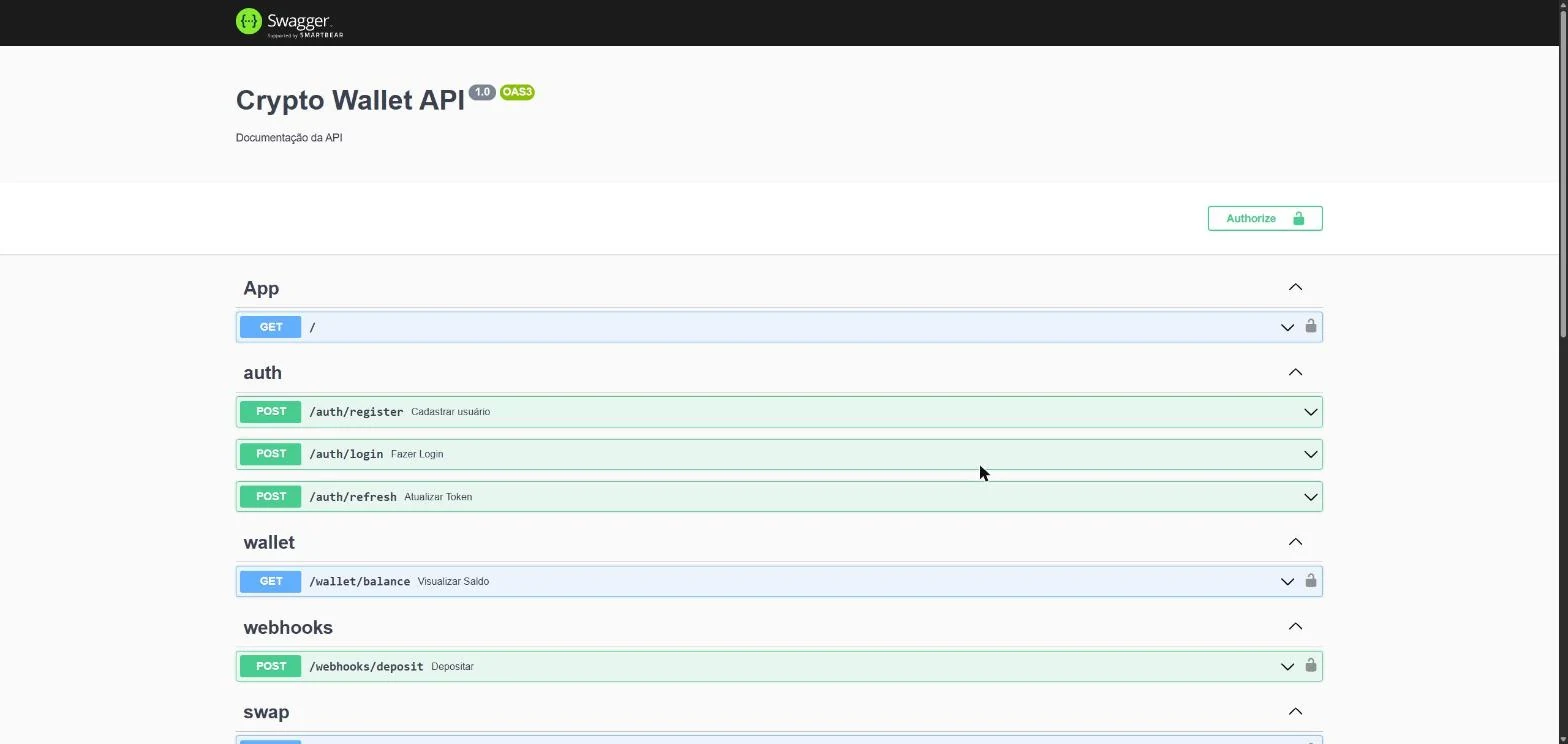 Swagger
Supported by SMARTBEAR
Crypto Wallet API 1.0 OAS3
Documentação da API
Authorize
App
GET /
auth
POST /auth/register Cadastrar usuário
POST /auth/login Fazer Login
POST /auth/refresh Atualizar Token
wallet
GET /wallet/balance Visualizar Saldo
webhooks
POST /webhooks/deposit Depositar
swap